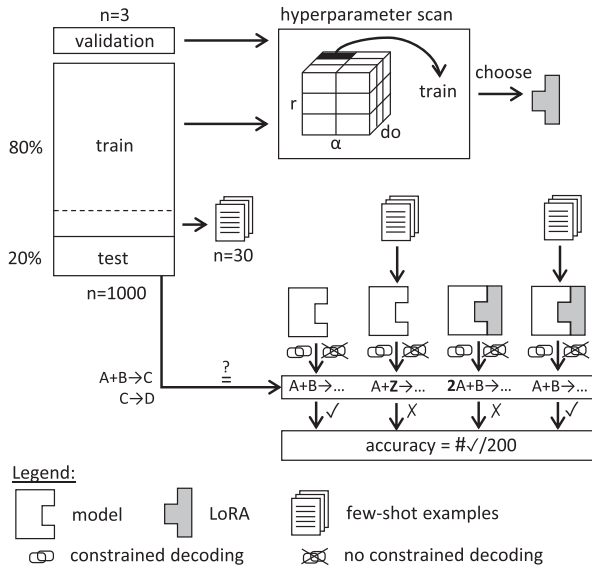 n=3
hyperparameter scan
validation
80%
train
r
α
do
train
choose
n=30
20%
test
n=1000
A+B→C
C→D
?
=
A+B→...
A+Z→...
2A+B→...
A+B→...
✓
✗
✗
✓
accuracy = #✓/200
Legend:
model
LoRA
few-shot examples
constrained decoding
no constrained decoding